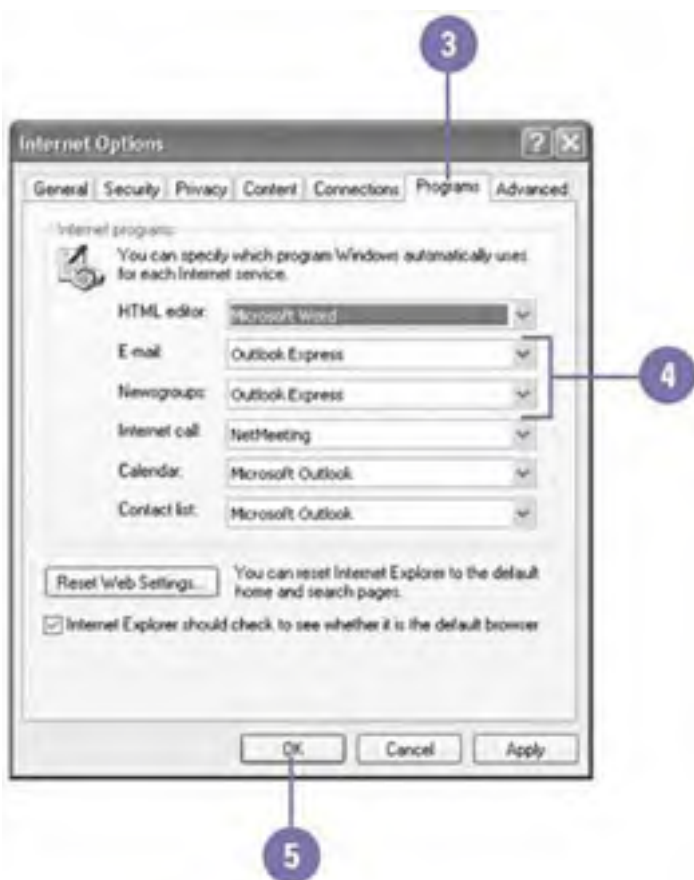 3
Internet Options
General Security Privacy Content Connections Programs Advanced
Internet programs
You can specify which program Windows automatically uses
for each Internet service.
HTML editor: Microsoft Word
E-mail: Outlook Express
4
Newsgroups: Outlook Express
Internet call: NetMeeting
Calendar: Microsoft Outlook
Contact list: Microsoft Outlook
Reset Web Settings... You can reset Internet Explorer to the default
home and search pages.
Internet Explorer should check to see whether it is the default browser
OK Cancel Apply
5